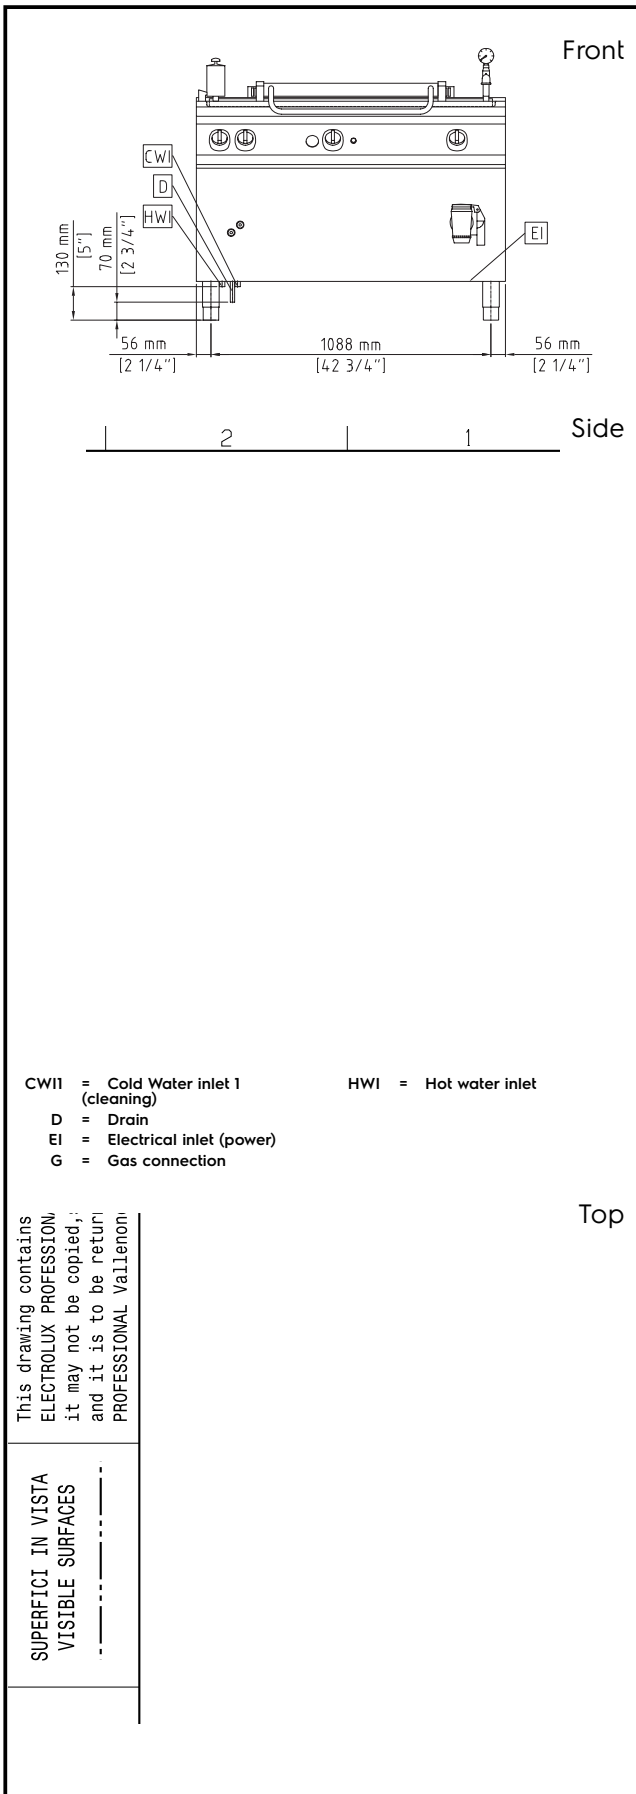 Front
CWI
D
HWI
EI
130 mm
[5"]
70 mm
[2 3/4"]
56 mm
[2 1/4"]
1088 mm
[42 3/4"]
56 mm
[2 1/4"]
Side
2
1
CWI1 = Cold Water inlet 1
(cleaning)
D = Drain
EI = Electrical inlet (power)
G = Gas connection
HWI = Hot water inlet
Top
This drawing contains
ELECTROLUX PROFESSIONA
it may not be copied,
and it is to be return
PROFESSIONAL Vallenon
SUPERFICI IN VISTA
VISIBLE SURFACES